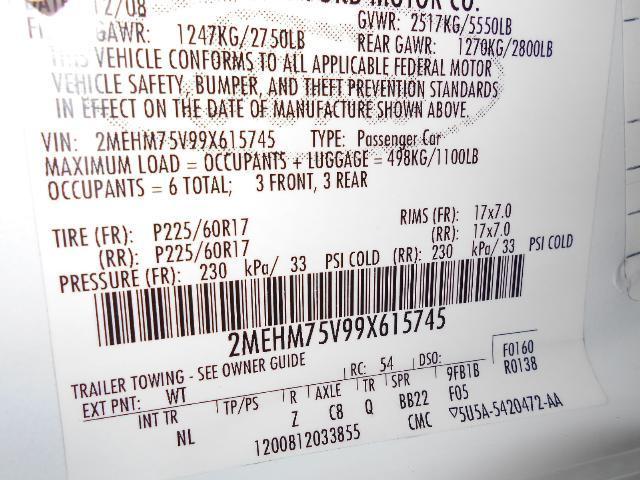 12/08 FORD MOTOR CO.
GVWR: 2517KG/5550LB
GAWR: 1247KG/2750LB REAR GAWR: 1270KG/2800LB
THIS VEHICLE CONFORMS TO ALL APPLICABLE FEDERAL MOTOR
VEHICLE SAFETY, BUMPER, AND THEFT PREVENTION STANDARDS
IN EFFECT ON THE DATE OF MANUFACTURE SHOWN ABOVE.
VIN: 2MEHM75V99X615745 TYPE: Passenger Car
MAXIMUM LOAD = OCCUPANTS + LUGGAGE = 498KG/1100LB
OCCUPANTS = 6 TOTAL; 3 FRONT, 3 REAR
TIRE (FR): P225/60R17 RIMS (FR): 17x7.0
(RR): P225/60R17 (RR): 17x7.0
PRESSURE (FR): 230 kPa/ 33 PSI COLD (RR): 230 kPa/ 33 PSI COLD
2MEHM75V99X615745
TRAILER TOWING - SEE OWNER GUIDE
EXT PNT: WT RC: 54 DSO: F0160
INT TR TP/PS R AXLE TR SPR 9FB1B R0138
NL Z C8 Q BB22 F05
1200812033855 CMC ▽5U5A-5420472-AA